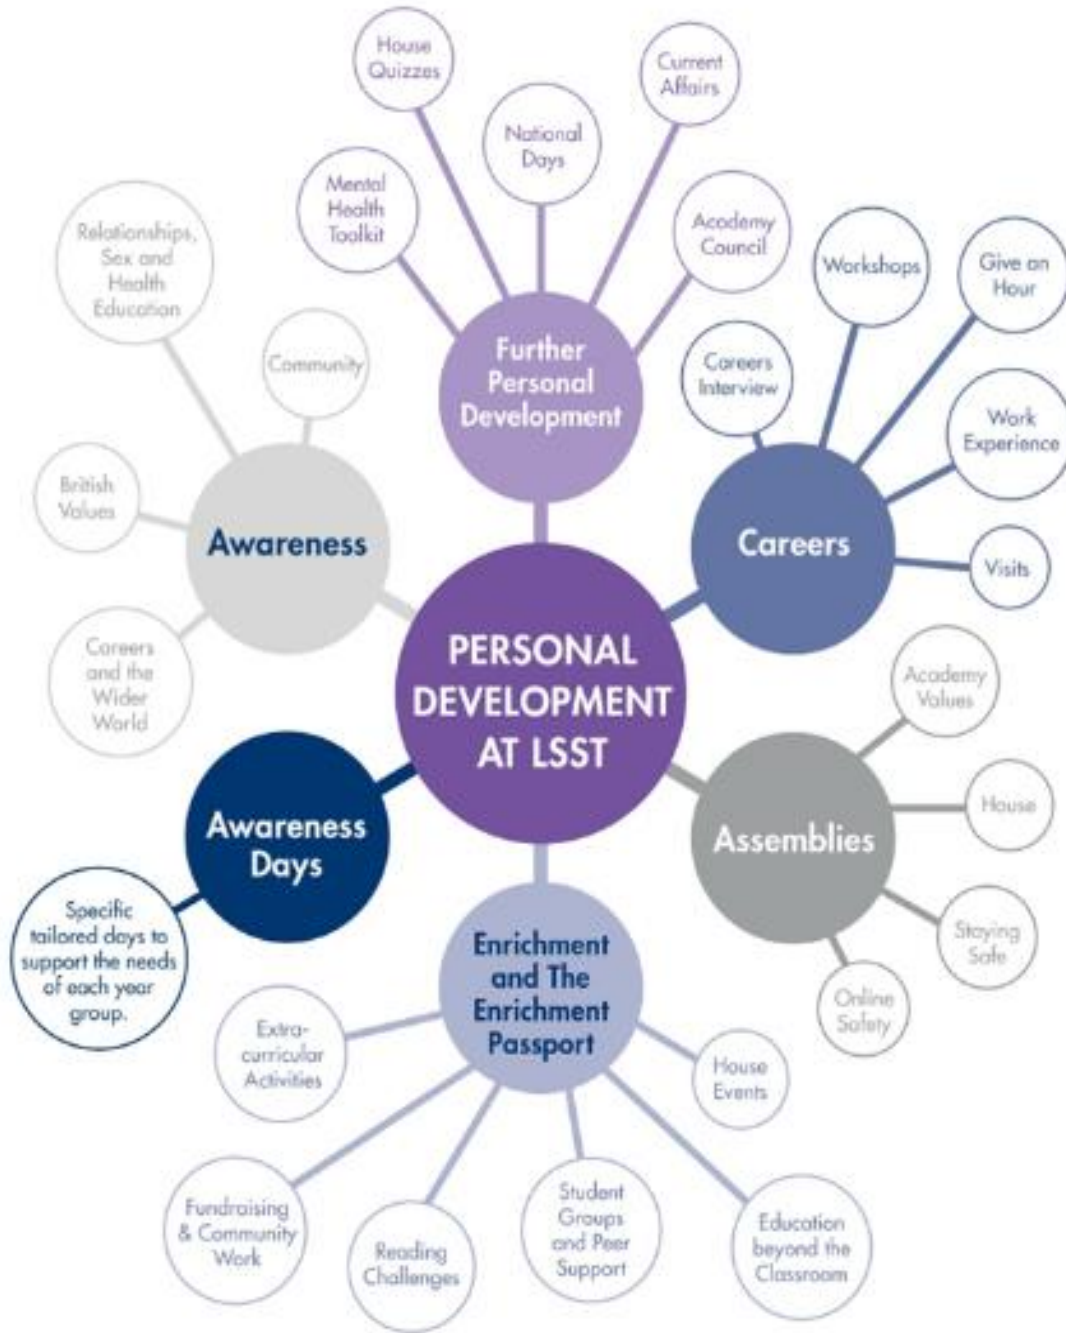 PERSONAL
DEVELOPMENT
AT LSST
Further
Personal
Development
Mental
Health
Toolkit
House
Quizzes
National
Days
Current
Affairs
Academy
Council
Careers
Careers
Interview
Workshops
Give an
Hour
Work
Experience
Visits
Assemblies
Academy
Values
House
Staying
Safe
Online
Safety
Enrichment
and The
Enrichment
Passport
House
Events
Education
beyond the
Classroom
Student
Groups
and Peer
Support
Reading
Challenges
Fundraising
& Community
Work
Extra-
curricular
Activities
Awareness
Days
Specific
tailored days to
support the needs
of each year
group.
Awareness
Careers
and the
Wider
World
British
Values
Relationships,
Sex and
Health
Education
Community